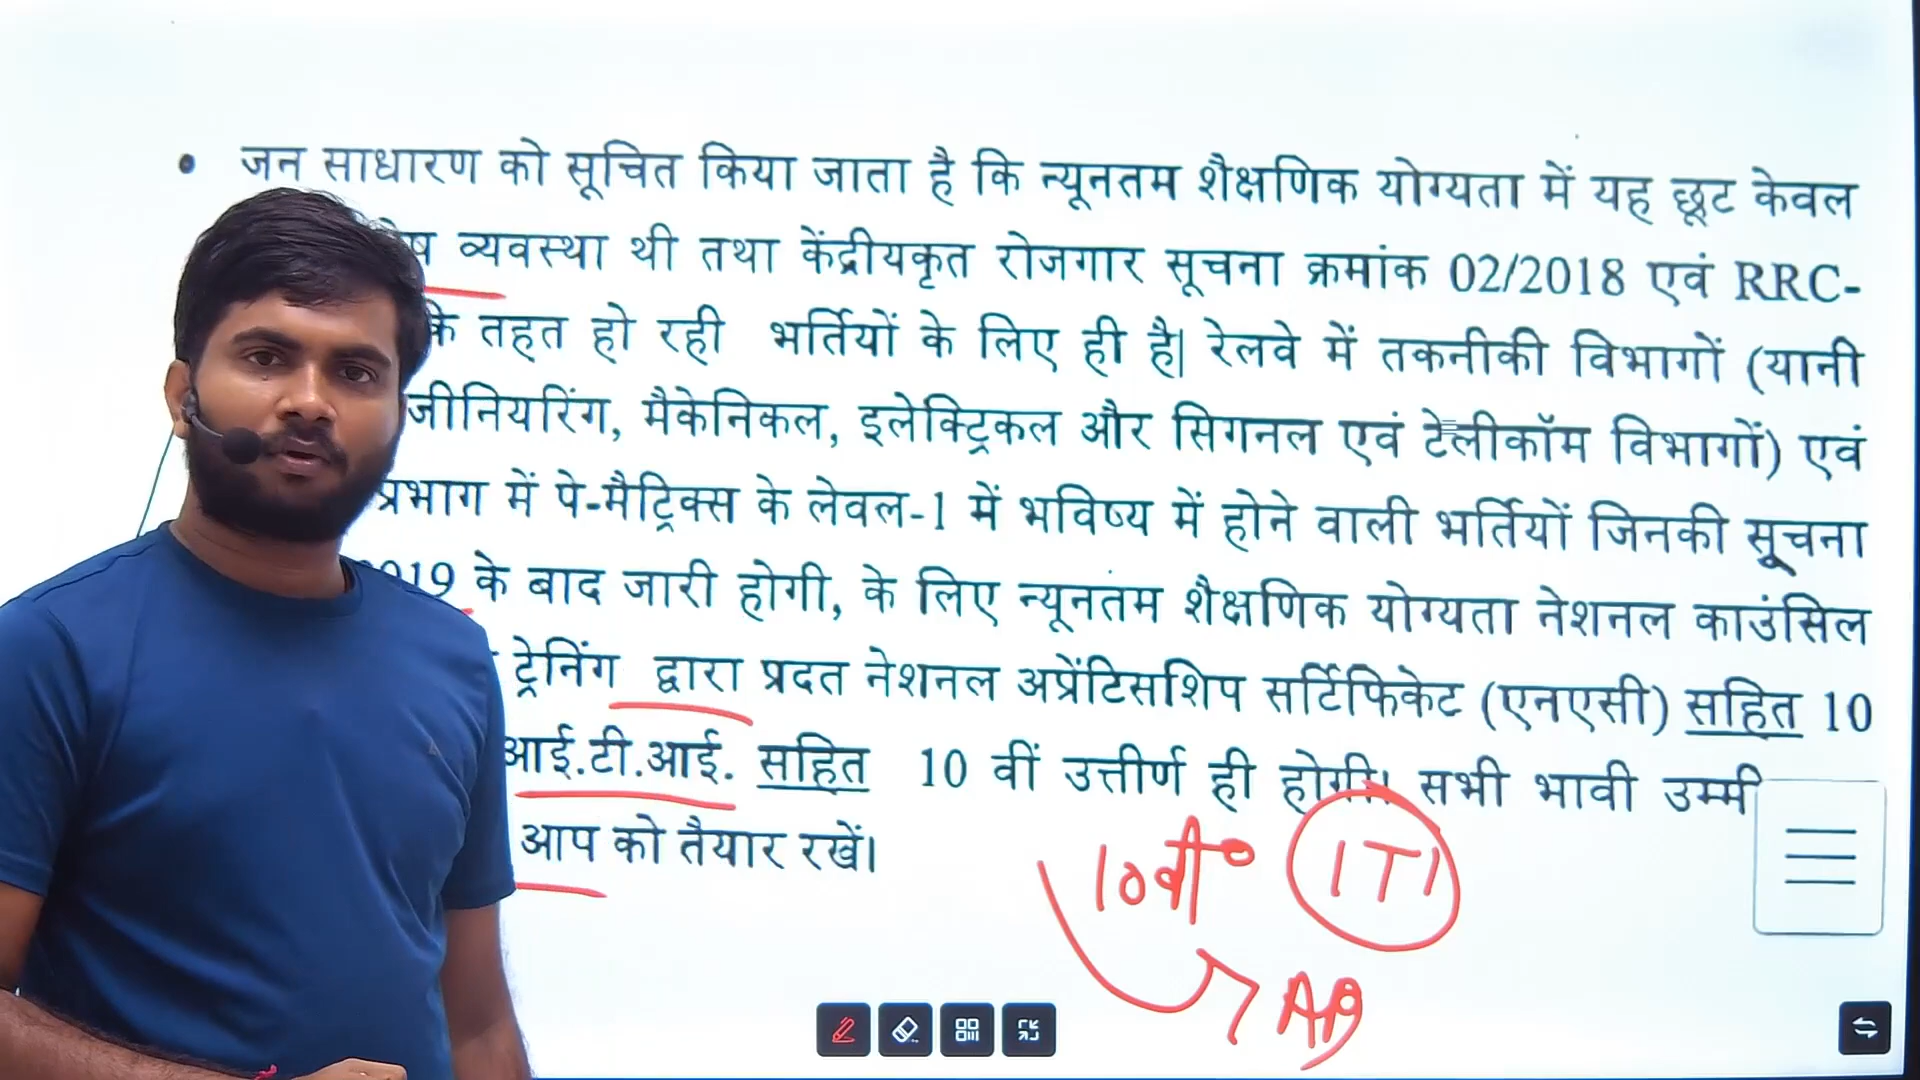 • जन साधारण को सूचित किया जाता है कि न्यूनतम शैक्षणिक योग्यता में यह छूट केवल
व्यवस्था थी तथा केंद्रीयकृत रोजगार सूचना क्रमांक 02/2018 एवं RRC-
के तहत हो रही भर्तियों के लिए ही है| रेलवे में तकनीकी विभागों (यानी
जीनियरिंग, मैकेनिकल, इलेक्ट्रिकल और सिगनल एवं टेलीकॉम विभागों) एवं
प्रभाग में पे-मैट्रिक्स के लेवल-1 में भविष्य में होने वाली भर्तियों जिनकी सूचना
019 के बाद जारी होगी, के लिए न्यूनतम शैक्षणिक योग्यता नेशनल काउंसिल
ट्रेनिंग द्वारा प्रदत नेशनल अप्रेंटिसशिप सर्टिफिकेट (एनएसी) सहित 10
आई.टी.आई. सहित 10 वीं उत्तीर्ण ही होगी। सभी भावी उम्मी
आप को तैयार रखें।
10वी ITI